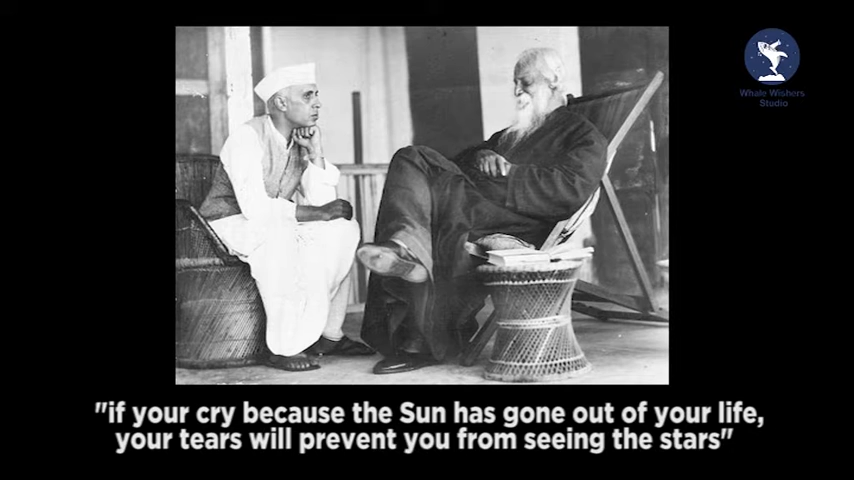 Whale Wishers
Studio
"if your cry because the Sun has gone out of your life,
your tears will prevent you from seeing the stars"